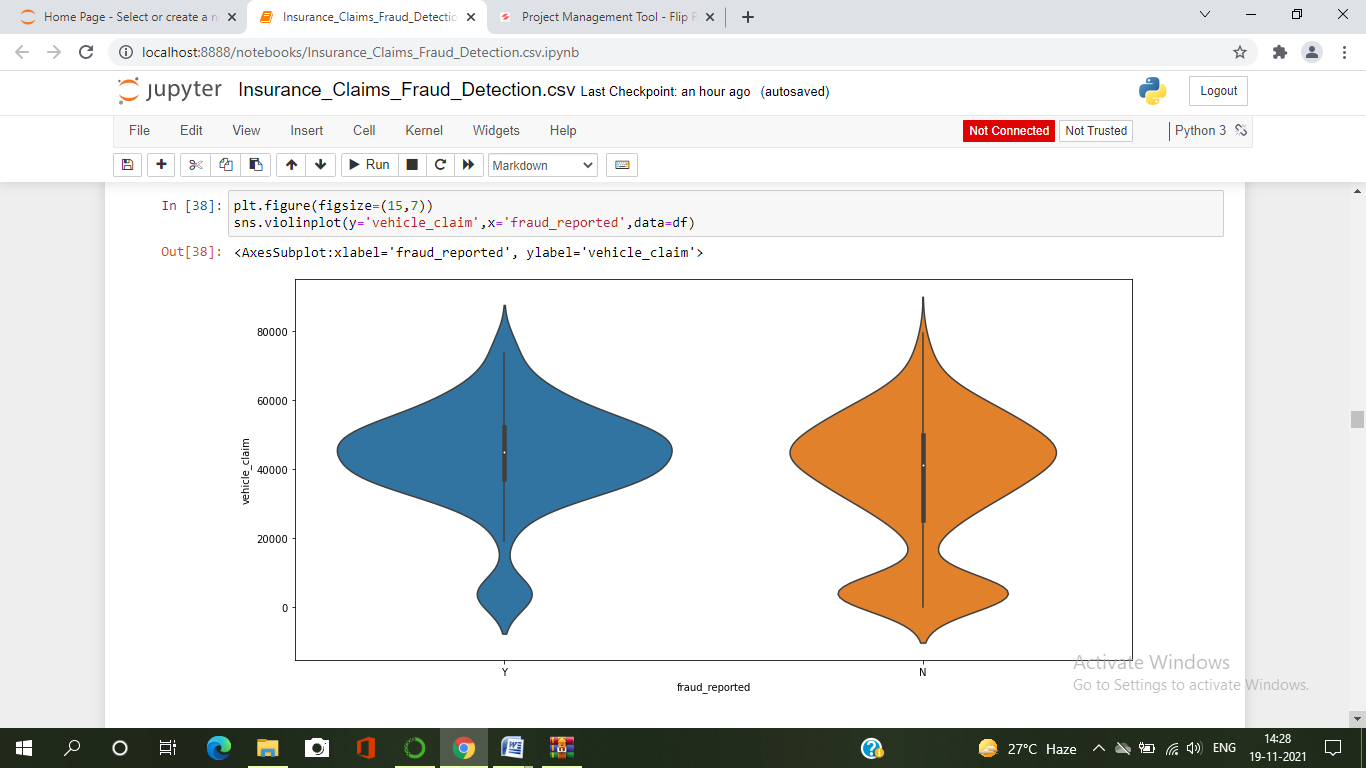 Home Page - Select or create a n
Insurance_Claims_Fraud_Detectio
Project Management Tool - Flip
localhost:8888/notebooks/Insurance_Claims_Fraud_Detection.csv.ipynb
jupyter Insurance_Claims_Fraud_Detection.csv Last Checkpoint: an hour ago (autosaved)
Logout
File Edit View Insert Cell Kernel Widgets Help
Not Connected Not Trusted Python 3
Run Markdown
In [38]: plt.figure(figsize=(15,7))
sns.violinplot(y='vehicle_claim',x='fraud_reported',data=df)
Out[38]: <AxesSubplot:xlabel='fraud_reported', ylabel='vehicle_claim'>
80000
60000
40000
20000
0
vehicle_claim
Y N
fraud_reported
Activate Windows
Go to Settings to activate Windows.
27°C Haze
ENG
14:28
19-11-2021